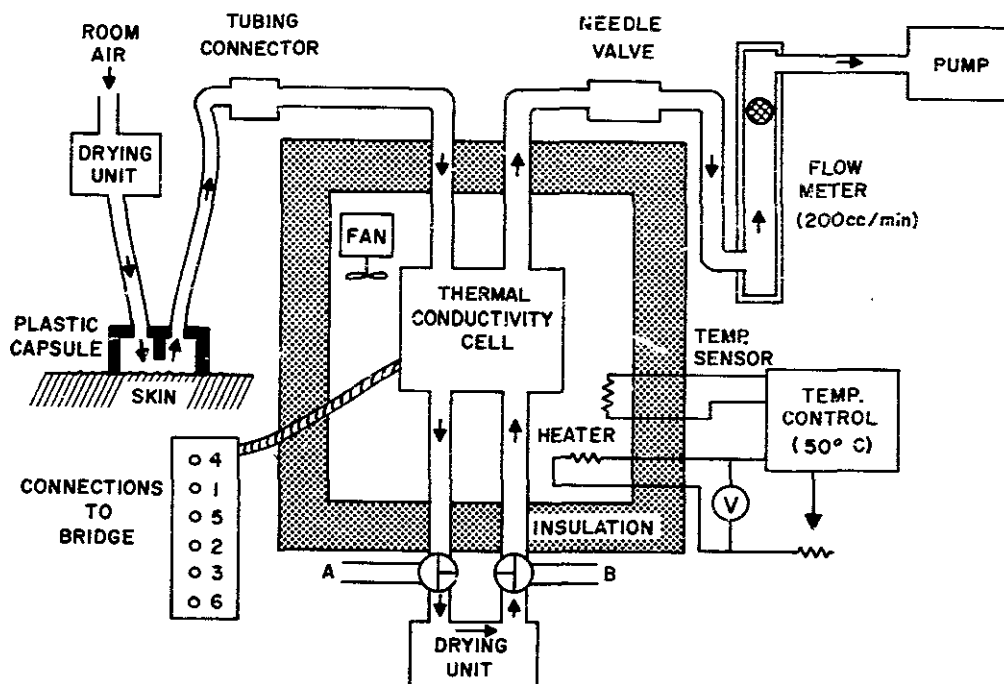 ROOM
AIR
TUBING
CONNECTOR
NEEDLE
VALVE
PUMP
DRYING
UNIT
FLOW
METER
(200cc/min)
FAN
THERMAL
CONDUCTIVITY
CELL
PLASTIC
CAPSULE
SKIN
TEMP.
SENSOR
TEMP.
CONTROL
(50° C)
HEATER
V
CONNECTIONS
TO
BRIDGE
4
1
5
2
3
6
INSULATION
A
B
DRYING
UNIT